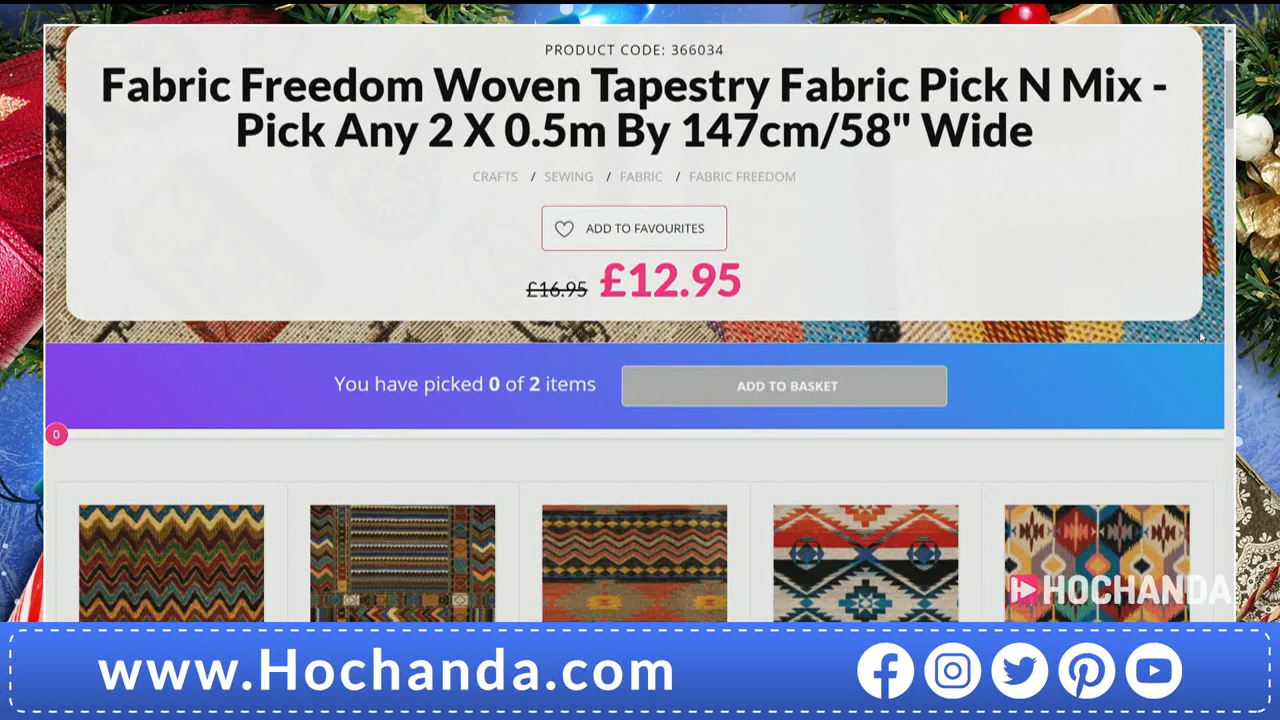 PRODUCT CODE: 366034
Fabric Freedom Woven Tapestry Fabric Pick N Mix -
Pick Any 2 X 0.5m By 147cm/58" Wide
CRAFTS / SEWING / FABRIC / FABRIC FREEDOM
ADD TO FAVOURITES
£16.95 £12.95
You have picked 0 of 2 items
ADD TO BASKET
0
HOCHANDA
www.Hochanda.com